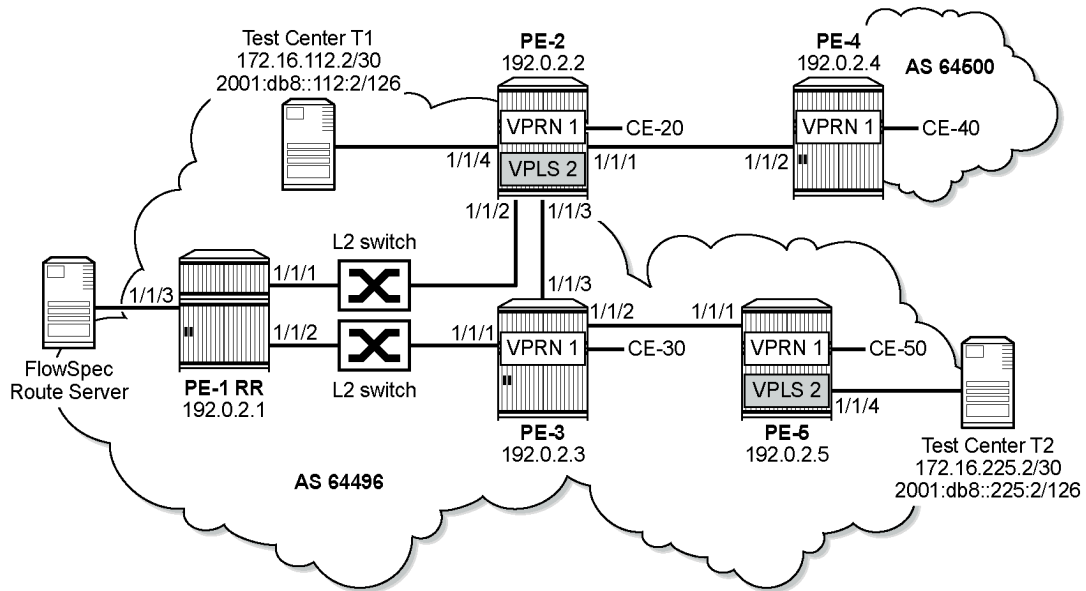 Test Center T1
172.16.112.2/30
2001:db8::112:2/126
PE-2
192.0.2.2
PE-4
192.0.2.4
AS 64500
VPRN 1
CE-20
VPRN 1
CE-40
1/1/4
VPLS 2
1/1/1
1/1/2
1/1/2
1/1/3
L2 switch
1/1/1
1/1/3
1/1/3
1/1/2
1/1/1
1/1/2
1/1/1
FlowSpec
Route Server
PE-1 RR
192.0.2.1
L2 switch
VPRN 1
CE-30
VPRN 1
CE-50
VPLS 2
1/1/4
PE-3
192.0.2.3
PE-5
192.0.2.5
Test Center T2
172.16.225.2/30
2001:db8::225:2/126
AS 64496